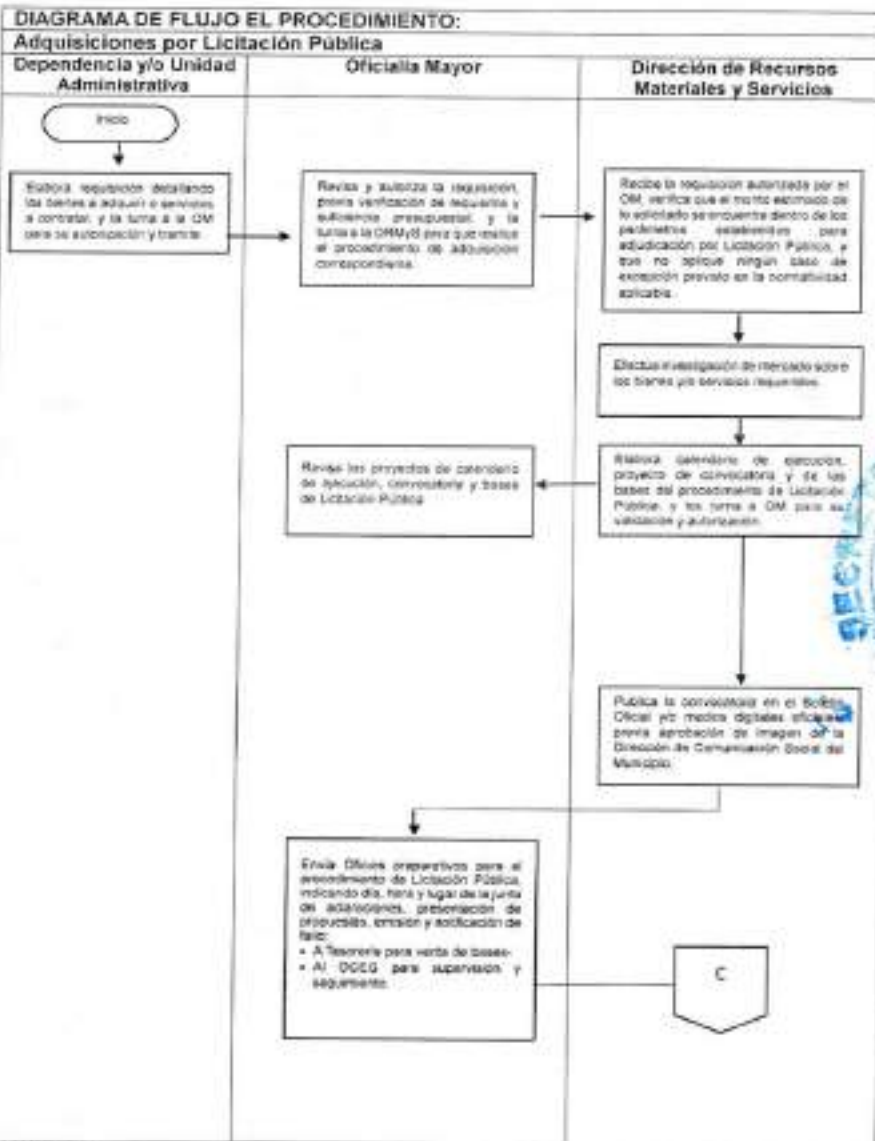 DIAGRAMA DE FLUJO EL PROCEDIMIENTO:
Adquisiciones por Licitación Pública
Dependencia y/o Unidad
Administrativa
Oficialia Mayor
Dirección de Recursos
Materiales y Servicios
Inicio
Elabora requisición detallando
los bienes a adquirir o servicios
a contratar, y la turna a la OM
para su autorización y tramite
Revisa y autoriza la requisición,
previa verificación de requisitos y
suficiencia presupuestal, y la
turna a la DRMyS para que realice
el procedimiento de adquisición
correspondiente.
Recibe la requisición autorizada por el
OM, verifica que el monto estimado de
lo solicitado se encuentre dentro de los
parámetros establecidos para
adjudicación por Licitación Pública, y
que no aplique ningún caso de
excepción previsto en la normatividad
aplicable.
Efectúa investigación de mercado sobre
los bienes y/o servicios requeridos.
Elabora calendario de ejecución,
proyecto de convocatoria y de las
bases del procedimiento de Licitación
Pública, y los turna a OM para su
validación y autorización.
Revisa los proyectos de calendario
de ejecución, convocatoria y bases
de Licitación Pública
Publica la convocatoria en el Boletín
Oficial y/o medios digitales oficiales
previa aprobación de imagen de la
Dirección de Comunicación Social del
Municipio.
Envía Oficios preparativos para el
procedimiento de Licitación Pública,
indicando día, hora y lugar de la junta
de aclaraciones, presentación de
propuestas, emisión y notificación de
fallo:
• A Tesorería para venta de bases.
• Al OCEG para supervisión y
seguimiento.
C